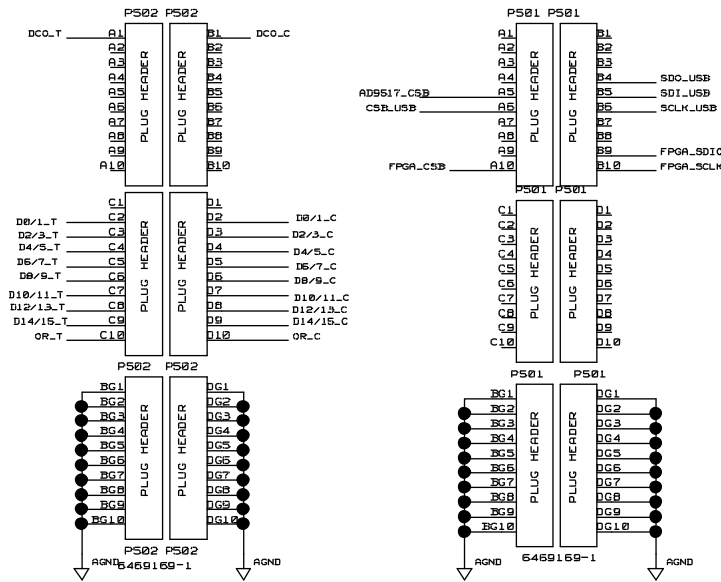 P502 P502
DCO_T A1 B1 DCO_C
A2 B2
A3 B3
A4 B4
A5 B5
A6 B6
A7 B7
A8 B8
A9 B9
A10 B10
PLUG HEADER PLUG HEADER
C1 D1
D0/1_T C2 D2 D0/1_C
D2/3_T C3 D3 D2/3_C
D4/5_T C4 D4 D4/5_C
D6/7_T C5 D5 D6/7_C
D8/9_T C6 D6 D8/9_C
D10/11_T C7 D7 D10/11_C
D12/13_T C8 D8 D12/13_C
D14/15_T C9 D9 D14/15_C
OR_T C10 D10 OR_C
PLUG HEADER PLUG HEADER
P502 P502
BG1 DG1
BG2 DG2
BG3 DG3
BG4 DG4
BG5 DG5
BG6 DG6
BG7 DG7
BG8 DG8
BG9 DG9
BG10 DG10
PLUG HEADER PLUG HEADER
P502 P502
AGND 6469169-1 AGND
P501 P501
A1 B1
A2 B2
A3 B3
A4 B4 SDO_USB
AD9517_CSB A5 B5 SDI_USB
CSB_USB A6 B6 SCLK_USB
A7 B7
A8 B8
A9 B9 FPGA_SDIO
FPGA_CSB A10 B10 FPGA_SCLK
PLUG HEADER PLUG HEADER
P501 P501
C1 D1
C2 D2
C3 D3
C4 D4
C5 D5
C6 D6
C7 D7
C8 D8
C9 D9
C10 D10
PLUG HEADER PLUG HEADER
P501 P501
BG1 DG1
BG2 DG2
BG3 DG3
BG4 DG4
BG5 DG5
BG6 DG6
BG7 DG7
BG8 DG8
BG9 DG9
BG10 DG10
PLUG HEADER PLUG HEADER
AGND 6469169-1 AGND